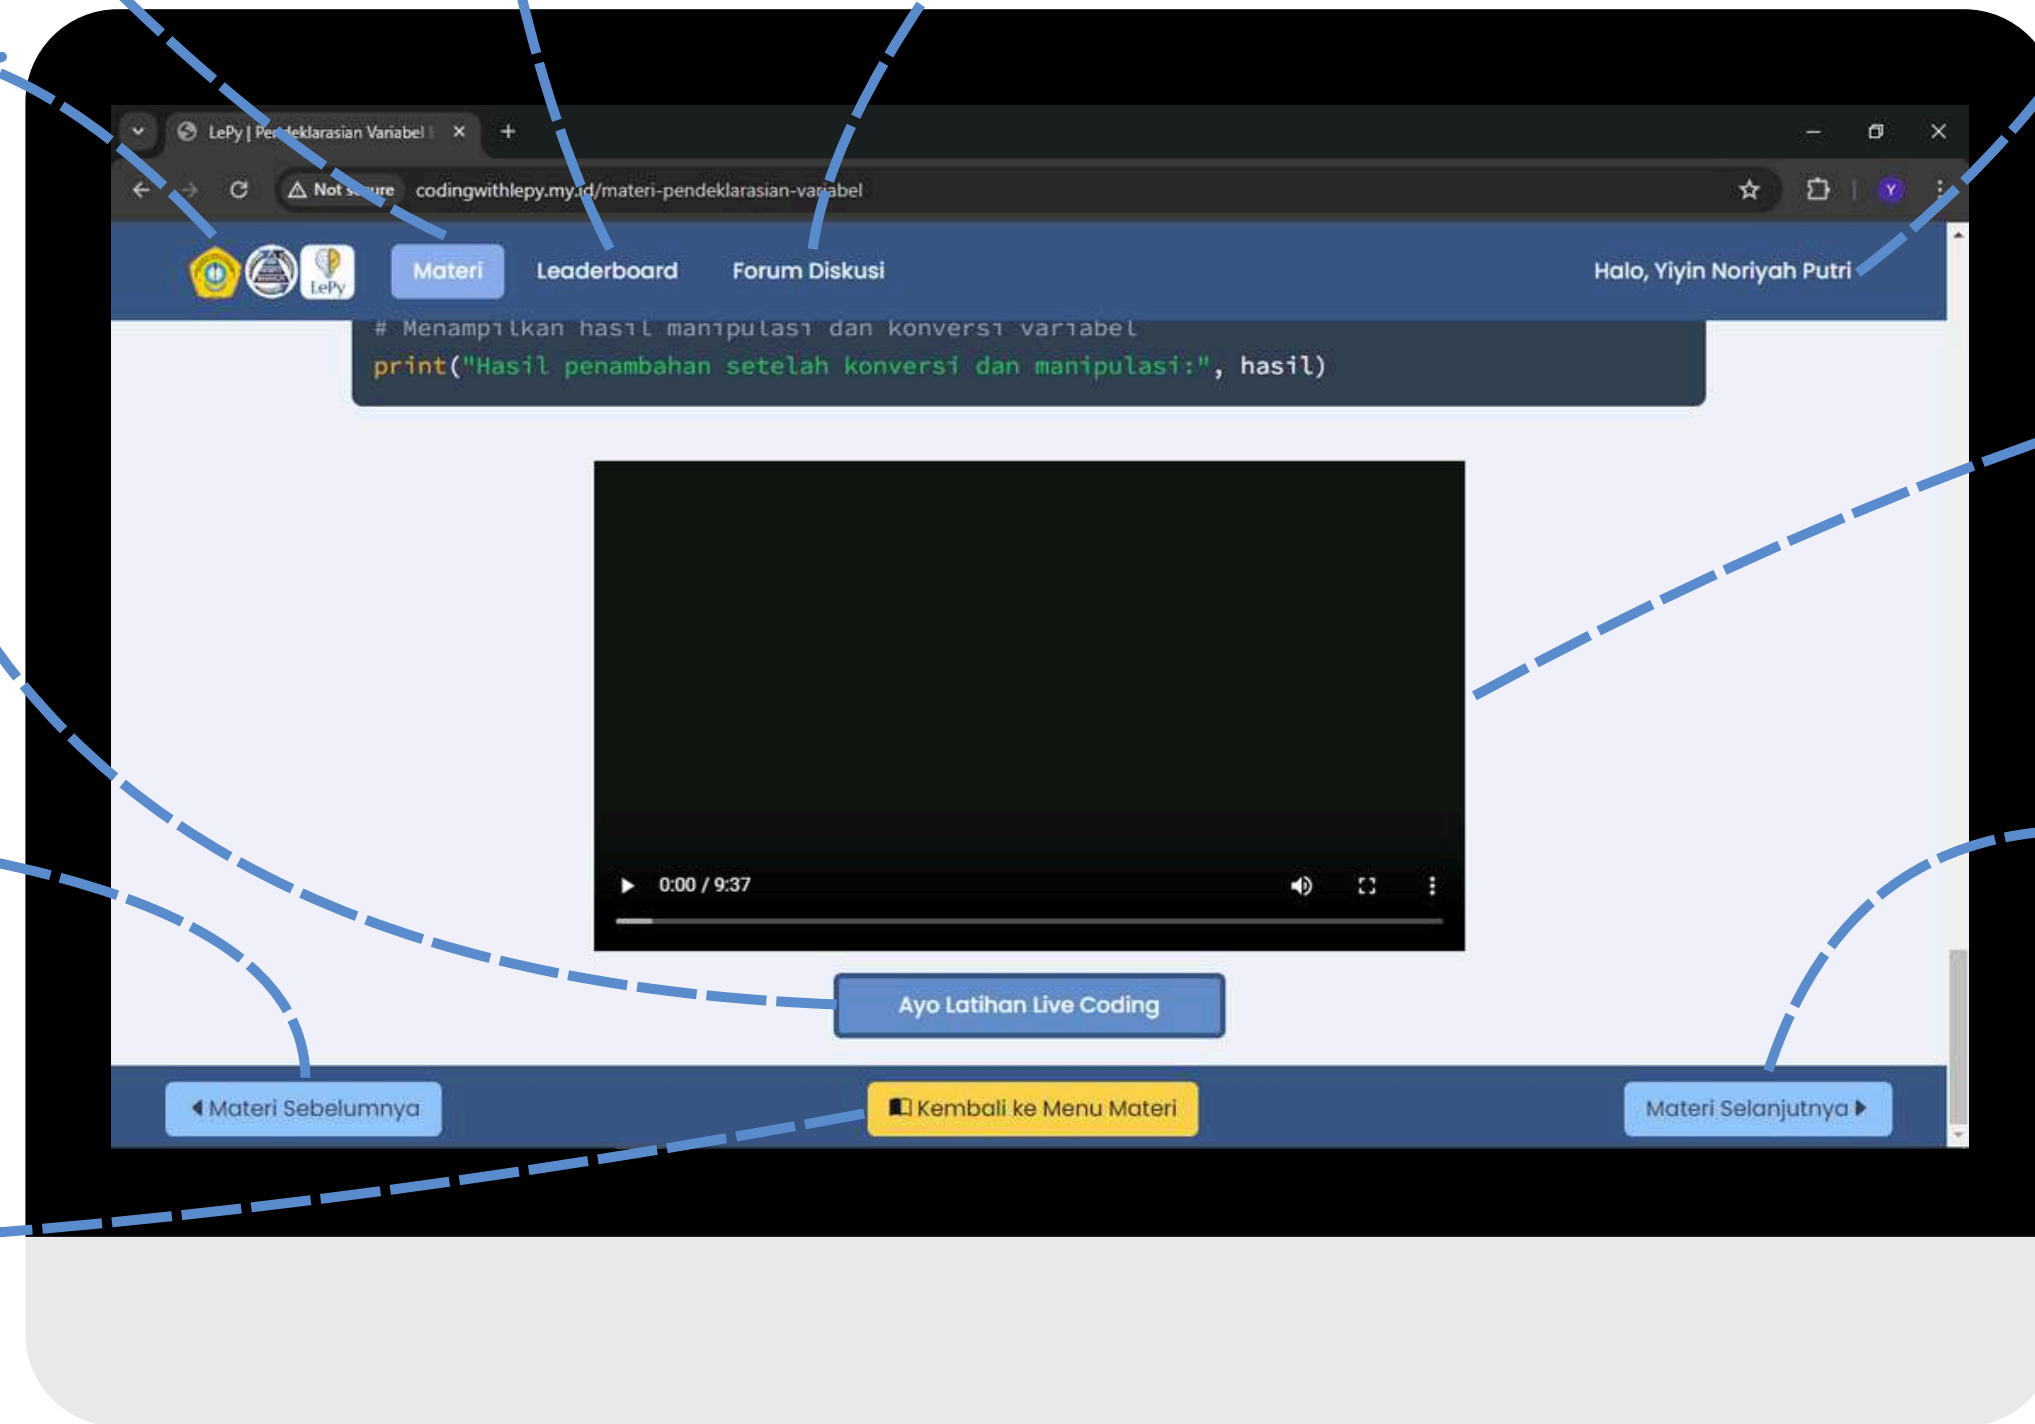 LePy | Pendeklarasian Variabel
Not secure codingwithlepy.my.id/materi-pendeklarasian-variabel
Y
LePy
Materi Leaderboard Forum Diskusi Halo, Yiyin Noriyah Putri
# Menampilkan hasil manipulasi dan konversi variabel
print("Hasil penambahan setelah konversi dan manipulasi:", hasil)
0:00 / 9:37
Ayo Latihan Live Coding
Materi Sebelumnya Kembali ke Menu Materi Materi Selanjutnya